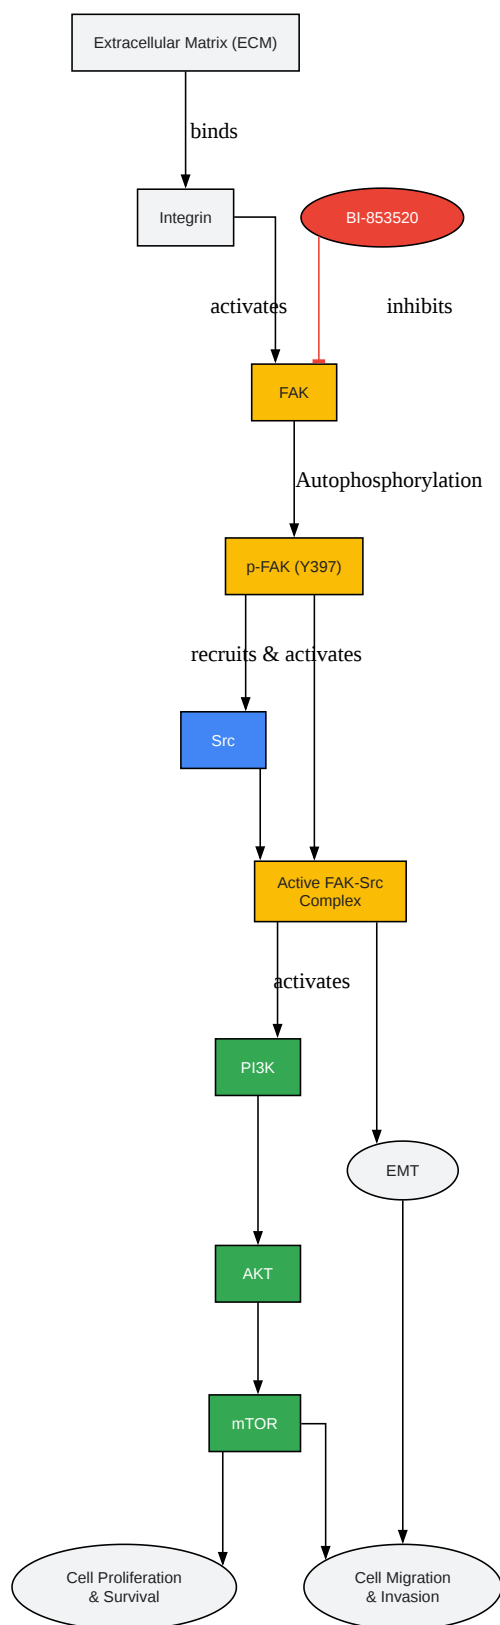 Extracellular Matrix (ECM)
binds
Integrin
BI-853520
activates
inhibits
FAK
Autophosphorylation
p-FAK (Y397)
recruits & activates
Src
Active FAK-Src
Complex
activates
PI3K
EMT
AKT
mTOR
Cell Proliferation
& Survival
Cell Migration
& Invasion